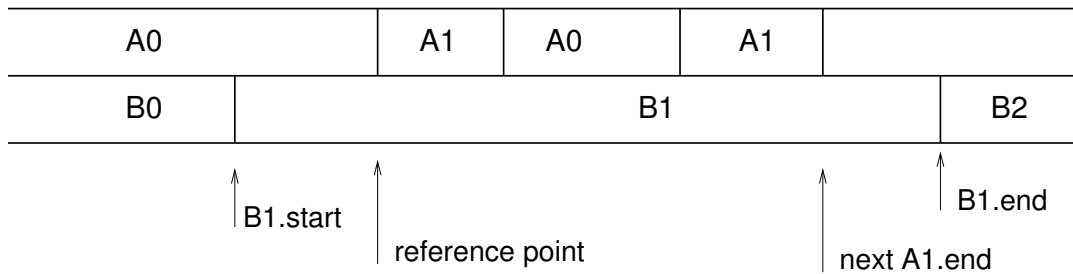 A0 A1 A0 A1
B0 B1 B2
B1.start B1.end
reference point next A1.end